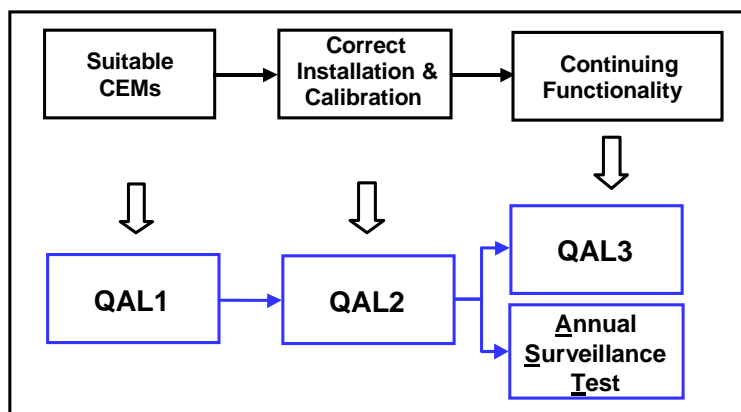 Suitable
CEMs
Correct
Installation &
Calibration
Continuing
Functionality
QAL1
QAL2
QAL3
Annual
Surveillance
Test